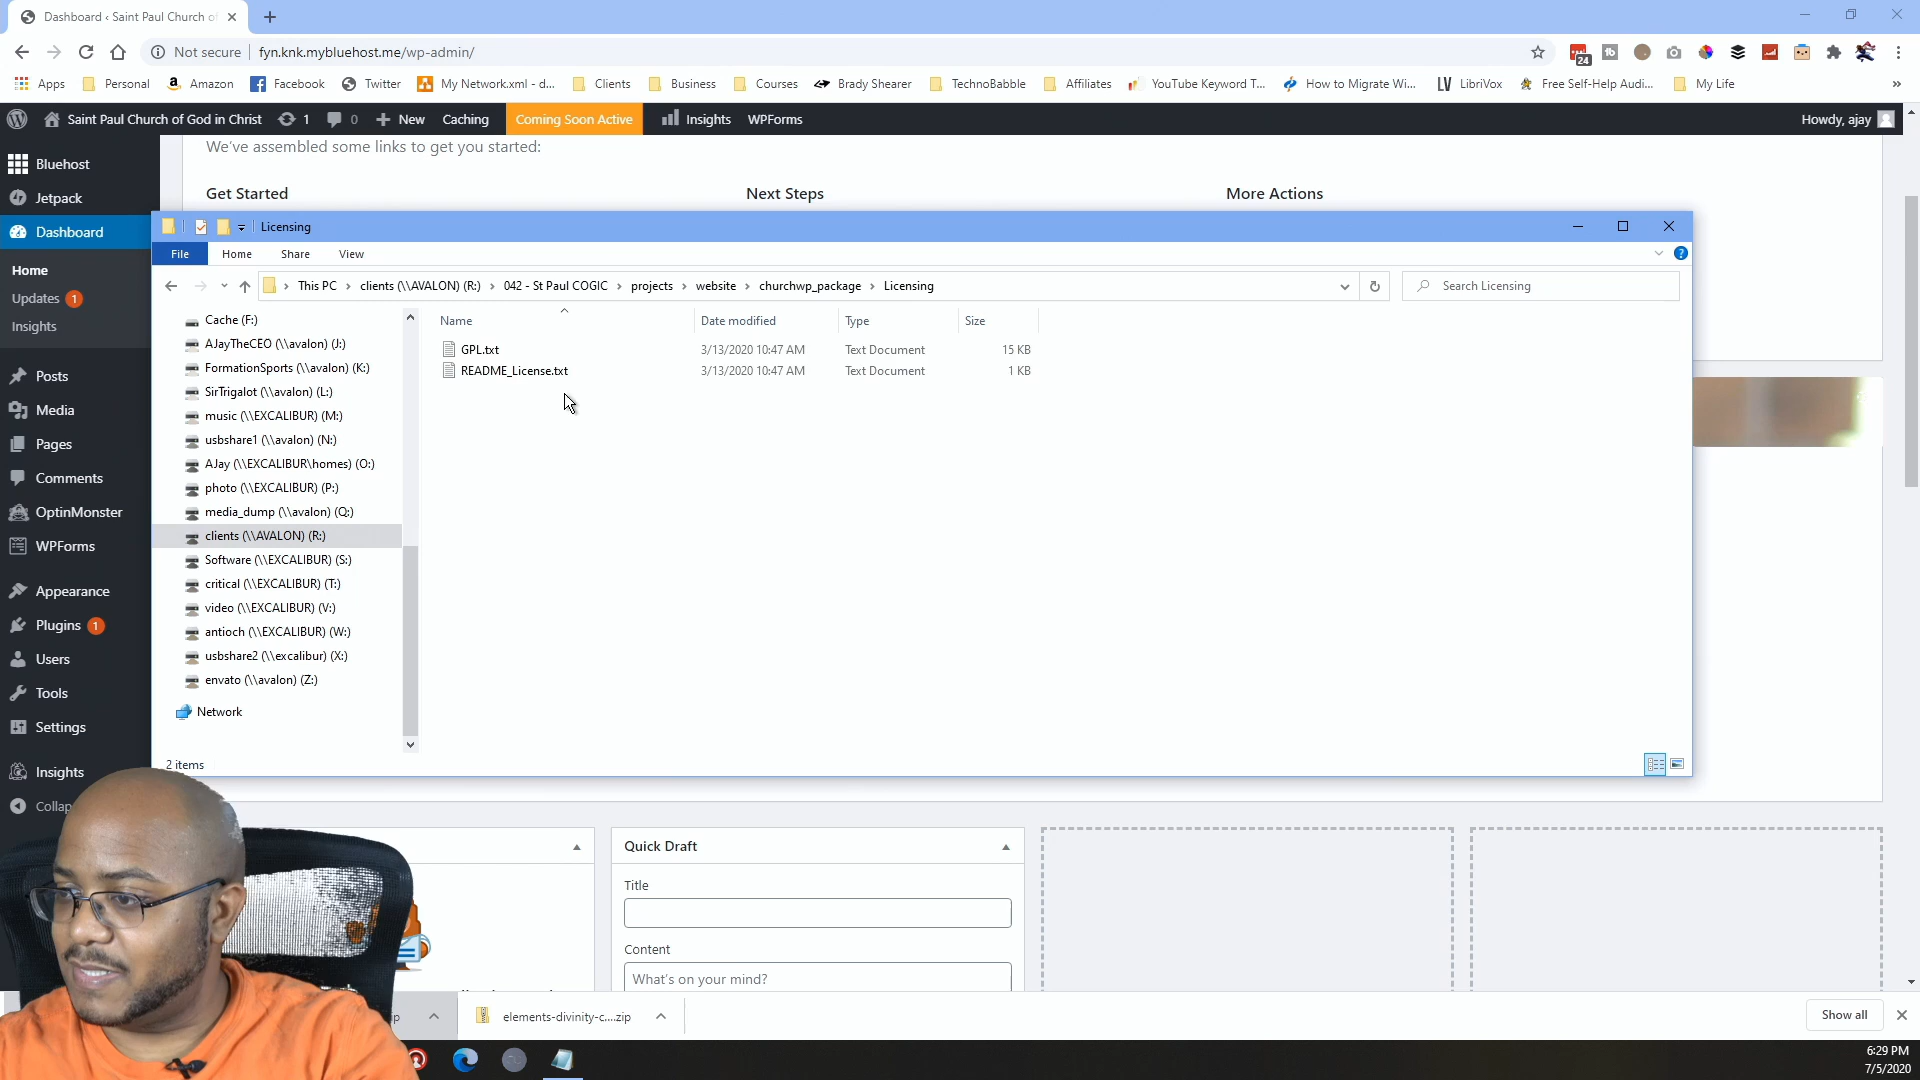 Dashboard ‹ Saint Paul Church of
Not secure
fyn.knk.mybluehost.me/wp-admin/
24
Apps
Personal
Amazon
Facebook
Twitter
My Network.xml - d...
Clients
Business
Courses
Brady Shearer
TechnoBabble
Affiliates
YouTube Keyword T...
How to Migrate Wi...
LibriVox
Free Self-Help Audi...
My Life
»
Saint Paul Church of God in Christ
1
0
New
Caching
Coming Soon Active
Insights
WPForms
Howdy, ajay
Bluehost
Jetpack
Dashboard
Home
Updates 1
Insights
Posts
Media
Pages
Comments
OptinMonster
WPForms
Appearance
Plugins 1
Users
Tools
Settings
Insights
Collap
We've assembled some links to get you started:
Get Started
Next Steps
More Actions
Licensing
File
Home
Share
View
This PC
clients (\\AVALON) (R:)
042 - St Paul COGIC
projects
website
churchwp_package
Licensing
Search Licensing
Cache (F:)
AJayTheCEO (\\avalon) (J:)
FormationSports (\\avalon) (K:)
SirTrigalot (\\avalon) (L:)
music (\\EXCALIBUR) (M:)
usbshare1 (\\avalon) (N:)
AJay (\\EXCALIBUR\homes) (O:)
photo (\\EXCALIBUR) (P:)
media_dump (\\avalon) (Q:)
clients (\\AVALON) (R:)
Software (\\EXCALIBUR) (S:)
critical (\\EXCALIBUR) (T:)
video (\\EXCALIBUR) (V:)
antioch (\\EXCALIBUR) (W:)
usbshare2 (\\excalibur) (X:)
envato (\\avalon) (Z:)
Network
Name
Date modified
Type
Size
GPL.txt
3/13/2020 10:47 AM
Text Document
15 KB
README_License.txt
3/13/2020 10:47 AM
Text Document
1 KB
2 items
Quick Draft
Title
Content
What's on your mind?
ip
elements-divinity-c....zip
Show all
6:29 PM
7/5/2020